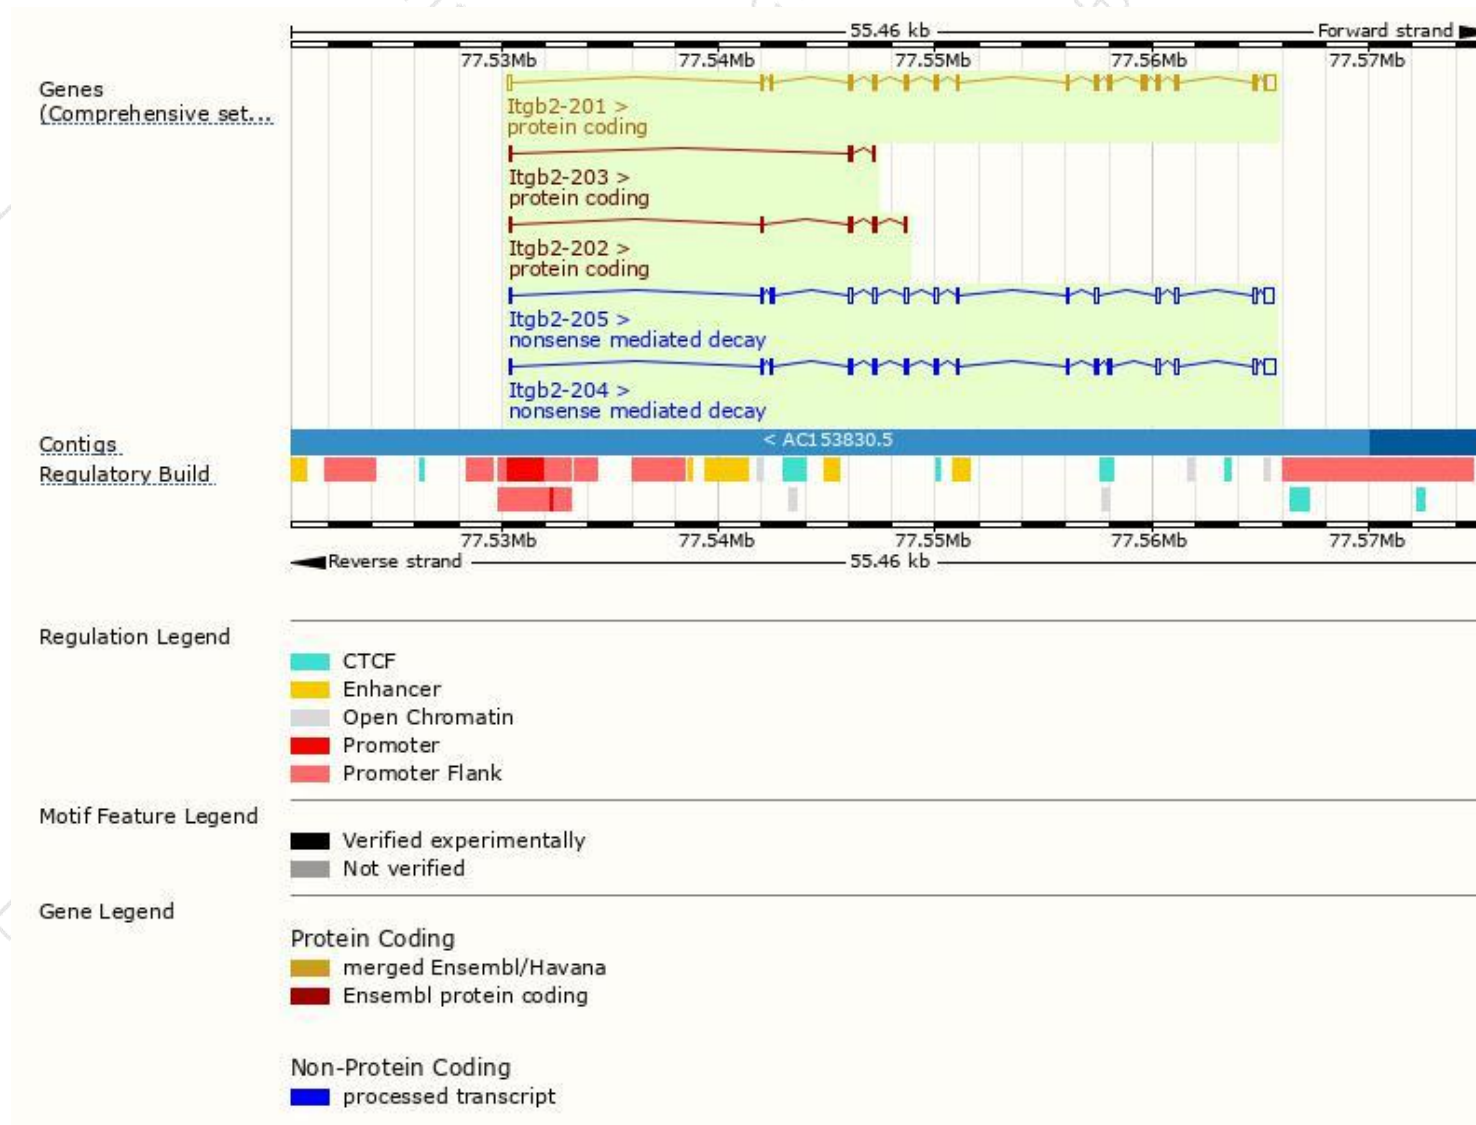 55.46 kb Forward strand
77.53Mb 77.54Mb 77.55Mb 77.56Mb 77.57Mb
Genes
(Comprehensive set...
Itgb2-201 >
protein coding
Itgb2-203 >
protein coding
Itgb2-202 >
protein coding
Itgb2-205 >
nonsense mediated decay
Itgb2-204 >
nonsense mediated decay
Contigs
< AC153830.5
Regulatory Build
77.53Mb 77.54Mb 77.55Mb 77.56Mb 77.57Mb
Reverse strand 55.46 kb
Regulation Legend
CTCF
Enhancer
Open Chromatin
Promoter
Promoter Flank
Motif Feature Legend
Verified experimentally
Not verified
Gene Legend
Protein Coding
merged Ensembl/Havana
Ensembl protein coding
Non-Protein Coding
processed transcript